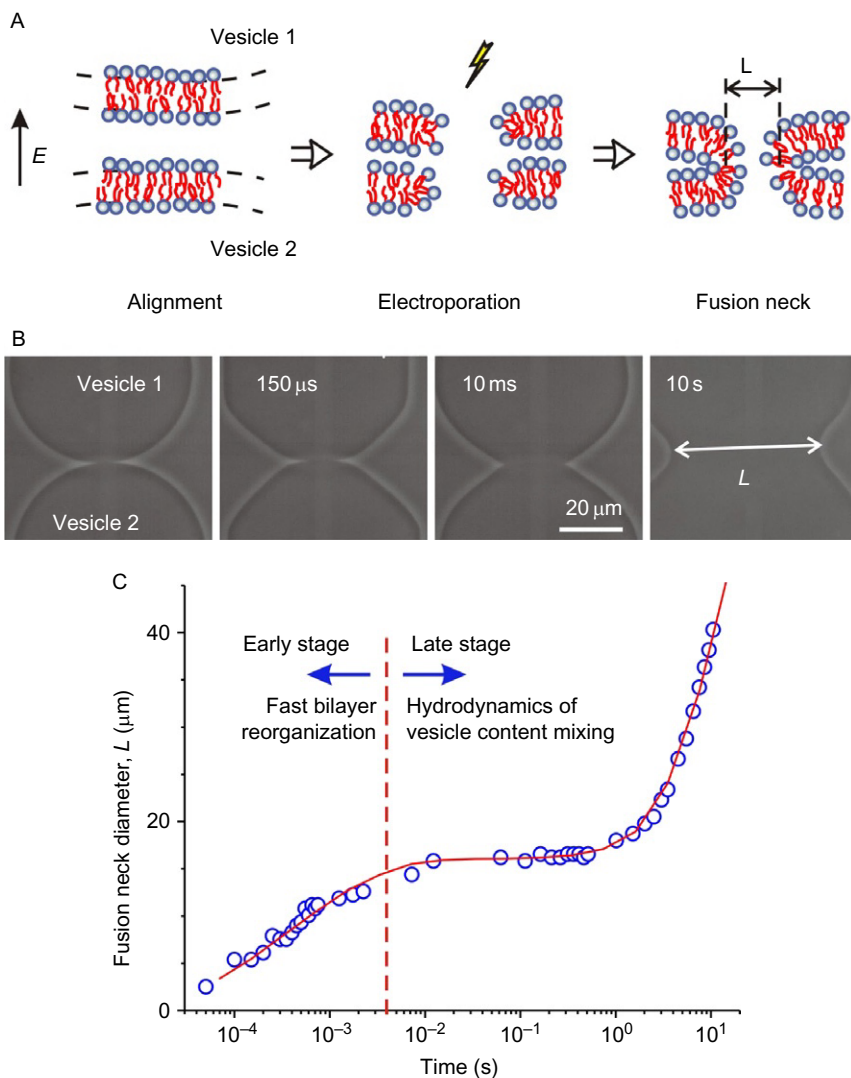 A
Vesicle 1
E
Vesicle 2
L
Alignment
Electroporation
Fusion neck
B
Vesicle 1
Vesicle 2
150 μs
10 ms
20 μm
10 s
L
C
Early stage
Late stage
Fast bilayer
reorganization
Hydrodynamics of
vesicle content mixing
Fusion neck diameter, L (μm)
40
20
0
10⁻⁴
10⁻³
10⁻²
10⁻¹
10⁰
10¹
Time (s)